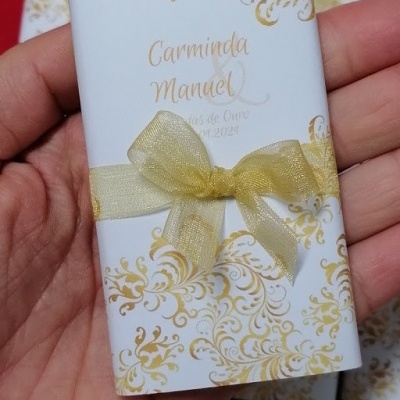 Carminda
&
Manuel
de Ouro
.2021